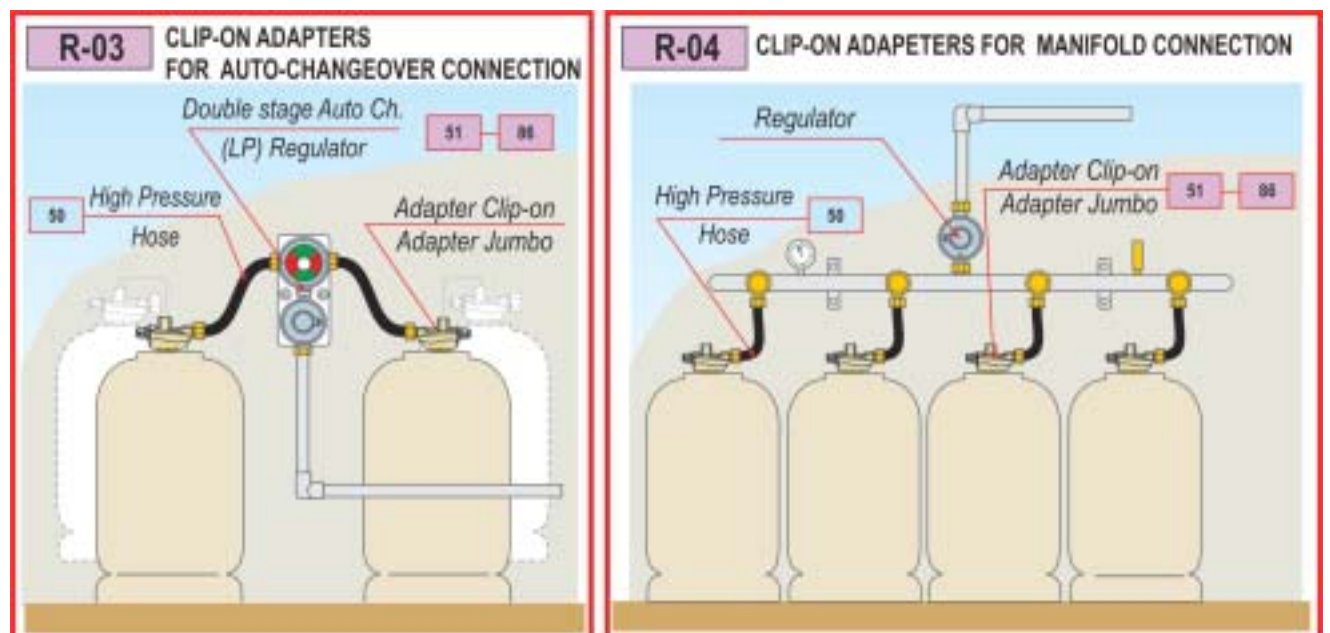 R-03
CLIP-ON ADAPTERS
FOR AUTO-CHANGEOVER CONNECTION
Double stage Auto Ch.
(LP) Regulator
51
86
50
High Pressure
Hose
Adapter Clip-on
Adapter Jumbo
R-04
CLIP-ON ADAPETERS FOR MANIFOLD CONNECTION
Regulator
High Pressure
Hose
50
Adapter Clip-on
Adapter Jumbo
51
86